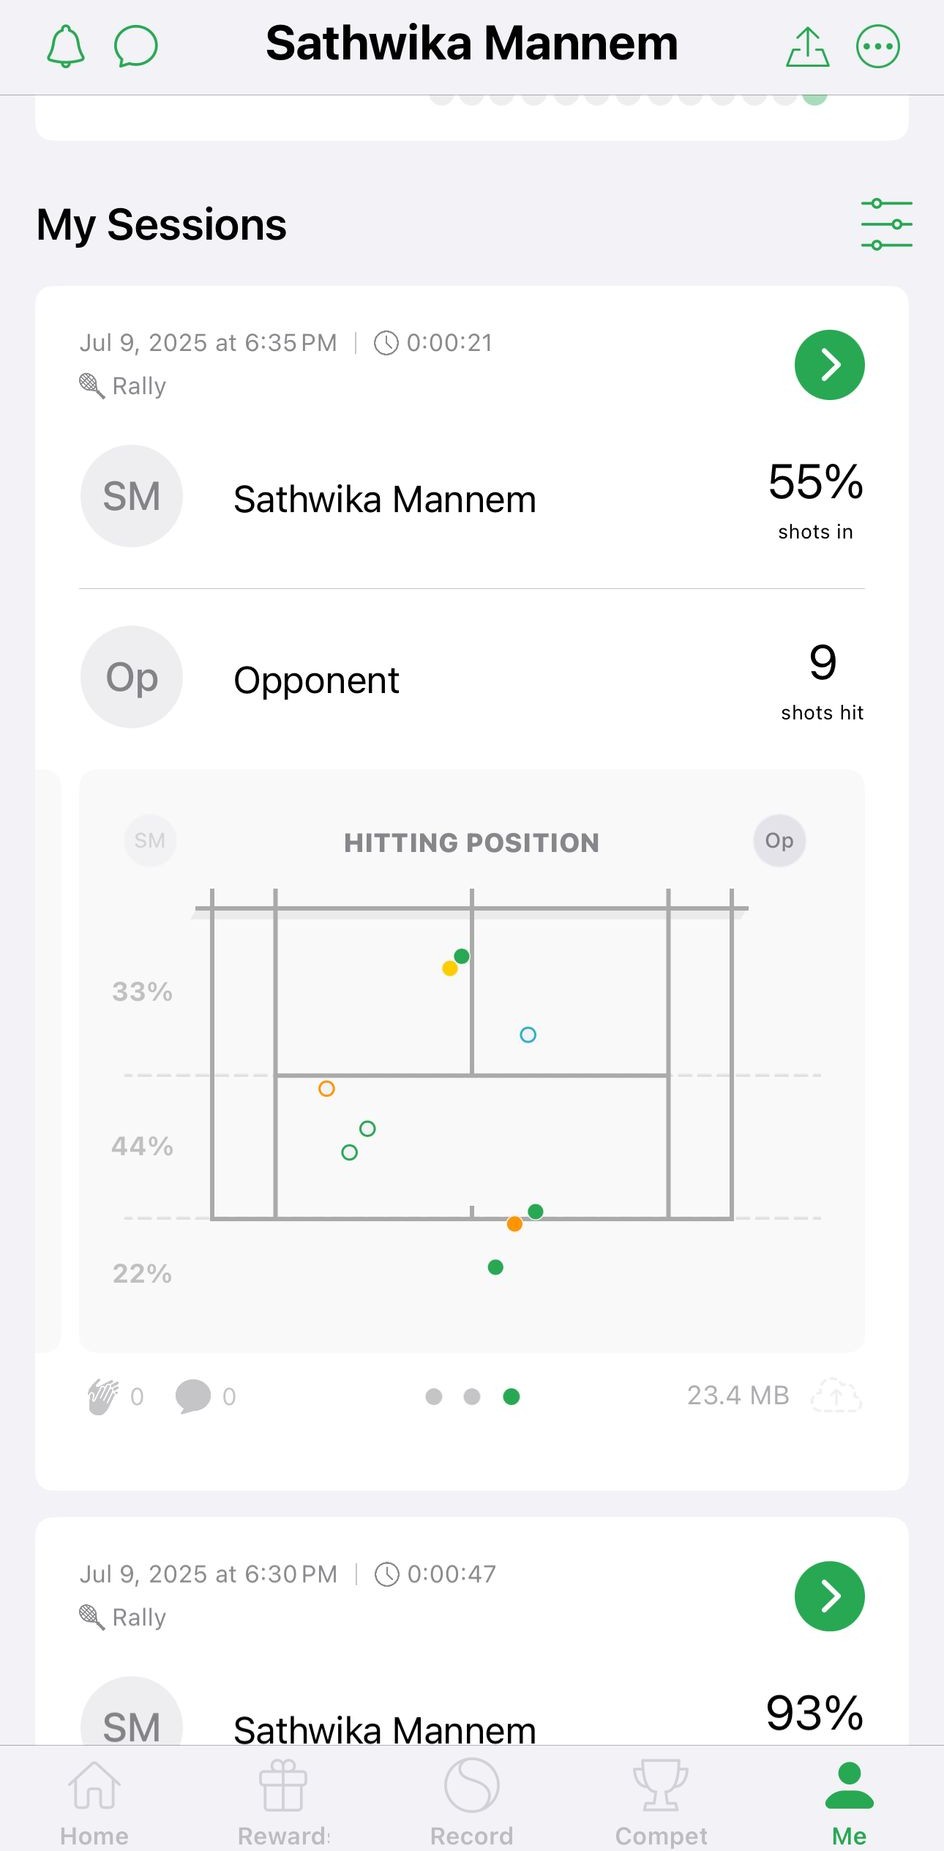 Sathwika Mannem
My Sessions
Jul 9, 2025 at 6:35 PM | 0:00:21
Rally
SM Sathwika Mannem 55%
shots in
Op Opponent 9
shots hit
SM HITTING POSITION Op
33%
44%
22%
0 0 23.4 MB
Jul 9, 2025 at 6:30 PM | 0:00:47
Rally
SM Sathwika Mannem 93%
Home Reward Record Compet Me